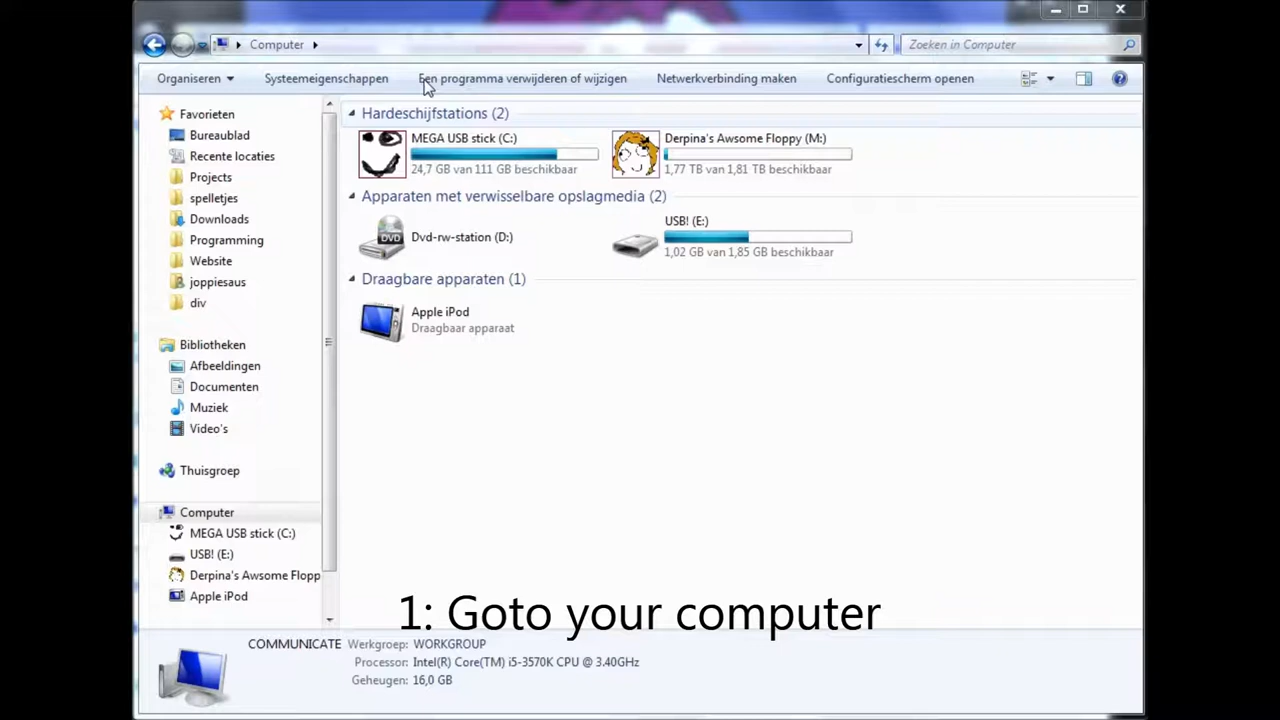 Computer
Zoeken in Computer
Organiseren
Systeemeigenschappen
Een programma verwijderen of wijzigen
Netwerkverbinding maken
Configuratiescherm openen
Favorieten
Bureaublad
Recente locaties
Projects
spelletjes
Downloads
Programming
Website
joppiesaus
div
Bibliotheken
Afbeeldingen
Documenten
Muziek
Video's
Thuisgroep
Computer
MEGA USB stick (C:)
USB! (E:)
Derpina's Awsome Flopp
Apple iPod
Hardeschijfstations (2)
MEGA USB stick (C:)
24,7 GB van 111 GB beschikbaar
Derpina's Awsome Floppy (M:)
1,77 TB van 1,81 TB beschikbaar
Apparaten met verwisselbare opslagmedia (2)
DVD
Dvd-rw-station (D:)
USB! (E:)
1,02 GB van 1,85 GB beschikbaar
Draagbare apparaten (1)
Apple iPod
Draagbaar apparaat
1: Goto your computer
COMMUNICATE Werkgroep: WORKGROUP
Processor: Intel(R) Core(TM) i5-3570K CPU @ 3.40GHz
Geheugen: 16,0 GB